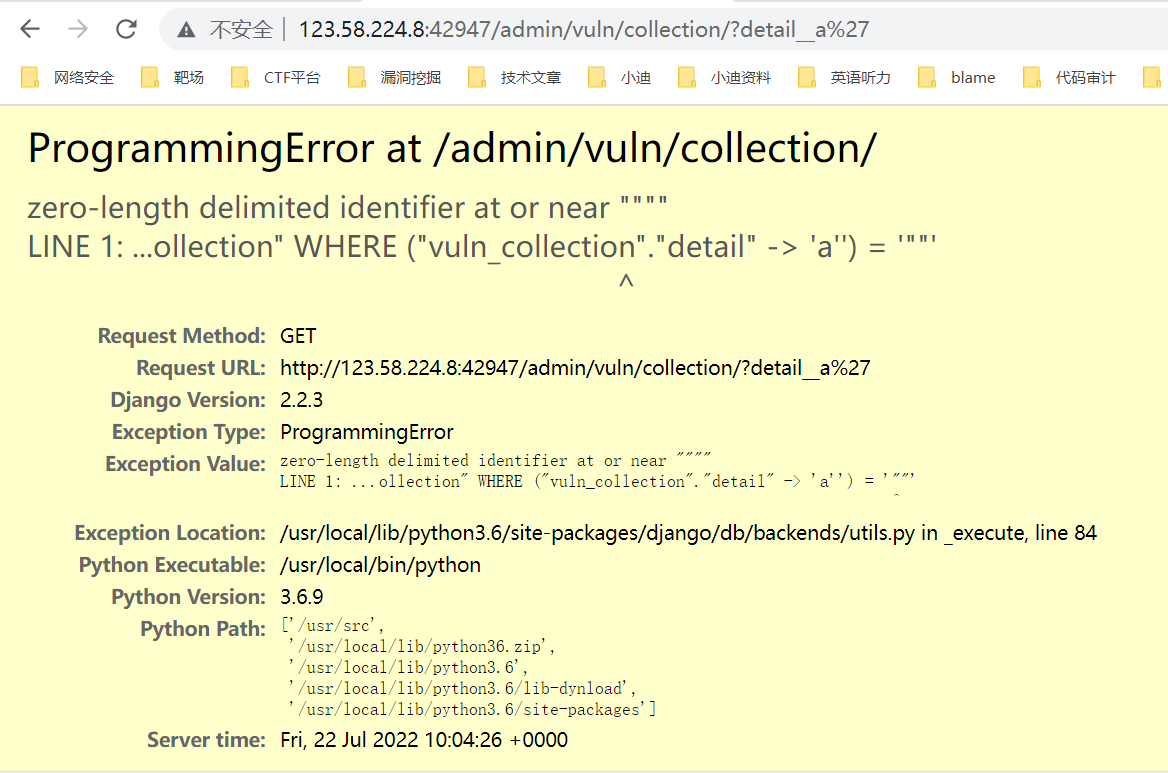 不安全 | 123.58.224.8:42947/admin/vuln/collection/?detail__a%27
网络安全 靶场 CTF平台 漏洞挖掘 技术文章 小迪 小迪资料 英语听力 blame 代码审计
ProgrammingError at /admin/vuln/collection/
zero-length delimited identifier at or near """"
LINE 1: ...ollection" WHERE ("vuln_collection"."detail" -> 'a'') = '""'
^
Request Method: GET
Request URL: http://123.58.224.8:42947/admin/vuln/collection/?detail__a%27
Django Version: 2.2.3
Exception Type: ProgrammingError
Exception Value: zero-length delimited identifier at or near """"
LINE 1: ...ollection" WHERE ("vuln_collection"."detail" -> 'a'') = '""'
^
Exception Location: /usr/local/lib/python3.6/site-packages/django/db/backends/utils.py in _execute, line 84
Python Executable: /usr/local/bin/python
Python Version: 3.6.9
Python Path: ['/usr/src',
'/usr/local/lib/python36.zip',
'/usr/local/lib/python3.6',
'/usr/local/lib/python3.6/lib-dynload',
'/usr/local/lib/python3.6/site-packages']
Server time: Fri, 22 Jul 2022 10:04:26 +0000